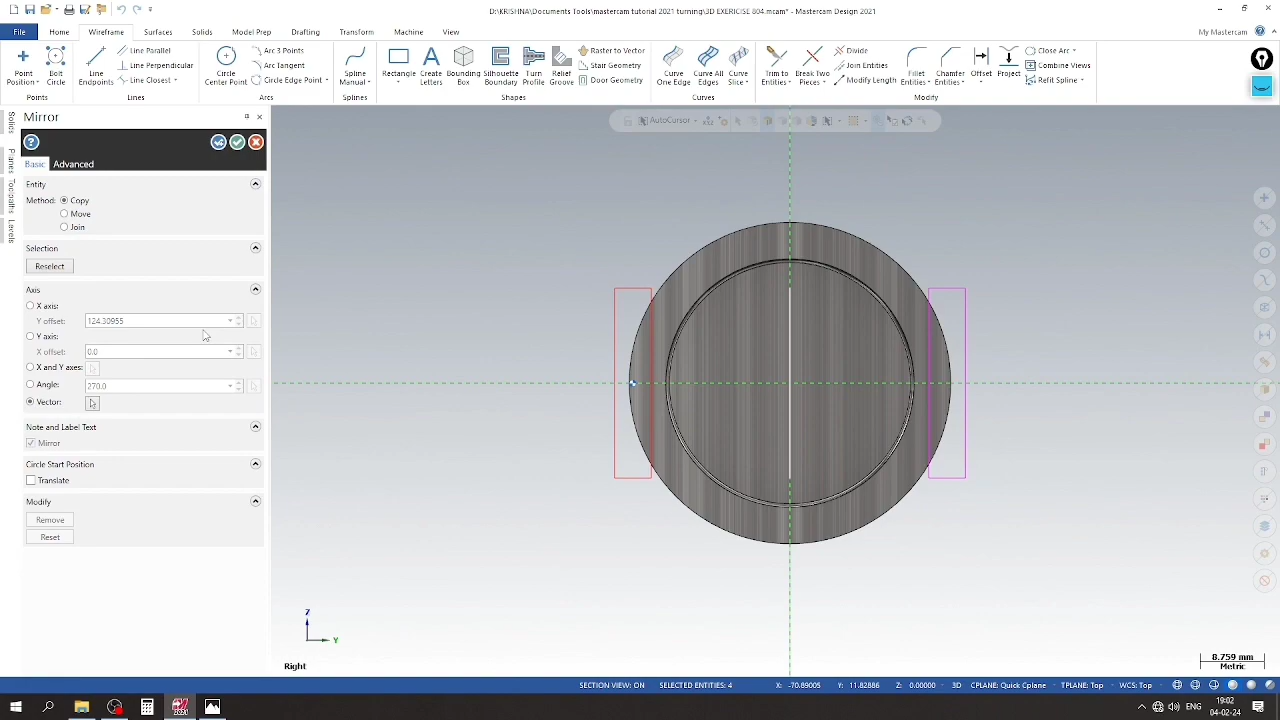 D:\KRISHNA\Documents Tools\mastercam tutorial 2021 turning\3D EXERICISE 804.mcam* - Mastercam Design 2021
File Home Wireframe Surfaces Solids Model Prep Drafting Transform Machine View
My Mastercam
Point Position
Bolt Circle
Points
Line Endpoints
Line Parallel
Line Perpendicular
Line Closest
Lines
Circle Center Point
Arc 3 Points
Arc Tangent
Circle Edge Point
Arcs
Spline Manual
Splines
Rectangle
Create Letters
Bounding Box
Silhouette Boundary
Turn Profile
Relief Groove
Raster to Vector
Stair Geometry
Door Geometry
Shapes
Curve One Edge
Curve All Edges
Curve Slice
Curves
Trim to Entities
Break Two Pieces
Divide
Join Entities
Modify Length
Fillet Entities
Chamfer Entities
Offset
Project
Close Arc
Combine Views
Refit Spline
Modify
Solids
Planes
Toolpaths
Levels
Mirror
Basic Advanced
Entity
Method: Copy
Move
Join
Selection
Reselect
Axis
X axis:
Y offset: 124.30955
Y axis:
X offset: 0.0
X and Y axes:
Angle: 270.0
Vector:
Note and Label Text
Mirror
Circle Start Position
Translate
Modify
Remove
Reset
AutoCursor
Z
Y
Right
8.759 mm
Metric
SECTION VIEW: ON SELECTED ENTITIES: 4 X: -70.89005 Y: 11.82886 Z: 0.00000 3D CPLANE: Quick Cplane TPLANE: Top WCS: Top
19:02
04-02-24